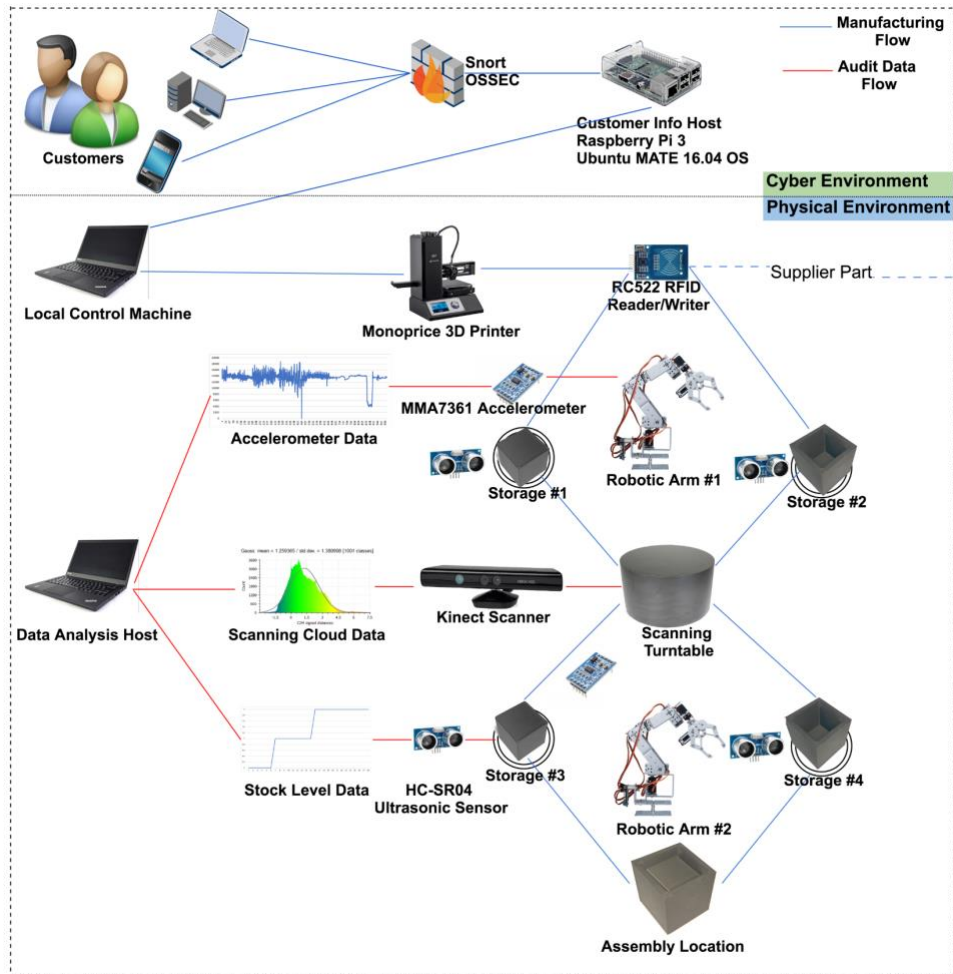 Manufacturing
Flow
Audit Data
Flow
Snort
OSSEC
Customers
Customer Info Host
Raspberry Pi 3
Ubuntu MATE 16.04 OS
Cyber Environment
Physical Environment
Local Control Machine
Monoprice 3D Printer
RC522 RFID
Reader/Writer
Supplier Part
Accelerometer Data
MMA7361 Accelerometer
Storage #1
Robotic Arm #1
Storage #2
Data Analysis Host
Scanning Cloud Data
Kinect Scanner
Scanning
Turntable
Stock Level Data
HC-SR04
Ultrasonic Sensor
Storage #3
Robotic Arm #2
Storage #4
Assembly Location